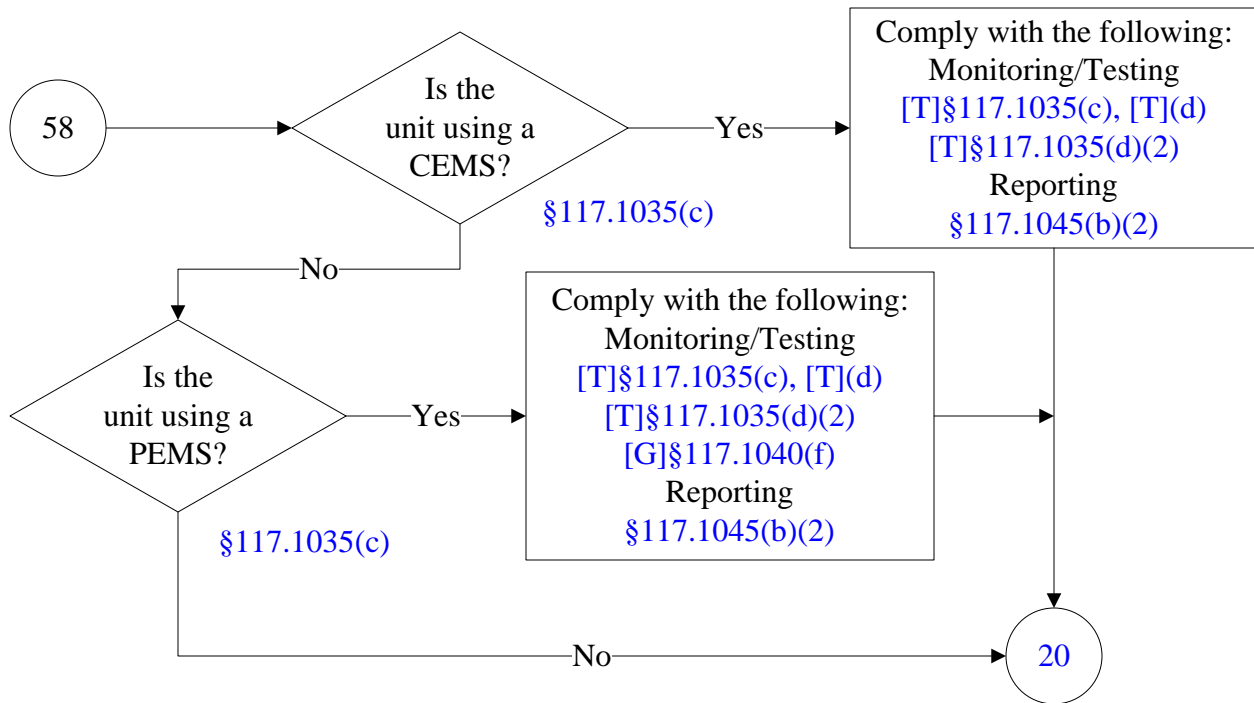 58
Is the
unit using a
CEMS?
§117.1035(c)
Yes
Comply with the following:
Monitoring/Testing
[T]§117.1035(c), [T](d)
[T]§117.1035(d)(2)
Reporting
§117.1045(b)(2)
No
Is the
unit using a
PEMS?
§117.1035(c)
Yes
Comply with the following:
Monitoring/Testing
[T]§117.1035(c), [T](d)
[T]§117.1035(d)(2)
[G]§117.1040(f)
Reporting
§117.1045(b)(2)
No
20